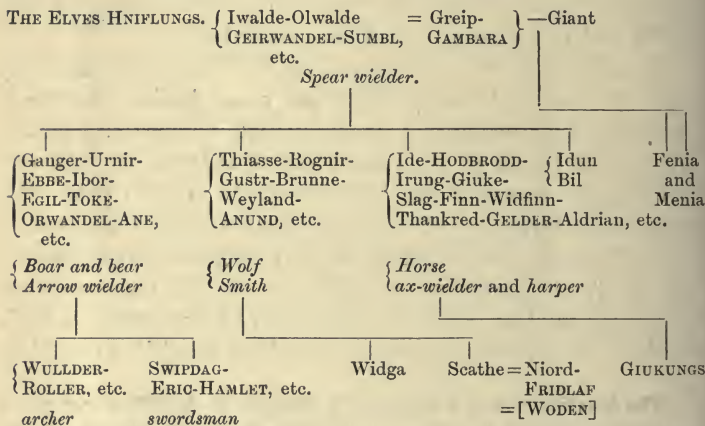 THE ELVES HNIFLUNGS. { Iwalde-Olwalde = Greip- } —Giant
GEIRWANDEL-SUMBL, GAMBARA
etc.
Spear wielder.
Ganger-Urnir- Thiasse-Rognir- Ide-HODBRODD- Idun Fenia
EBBE-Ibor- Gustr-Brunne- Irung-Giuke- Bil and
EGIL-TOKE- Weyland- Slag-Finn-Widfinn- Menia
ORWANDEL-ANE, ANUND, etc. Thankred-GELDER-Aldrian, etc.
etc.
Boar and bear Wolf Horse
Arrow wielder Smith ax-wielder and harper
WULLDER- SWIPDAG- Widga Scathe=Niord- GIUKUNGS
ROLLER, etc. ERIC-HAMLET, etc. FRIDLAF
archer swordsman =[WODEN]